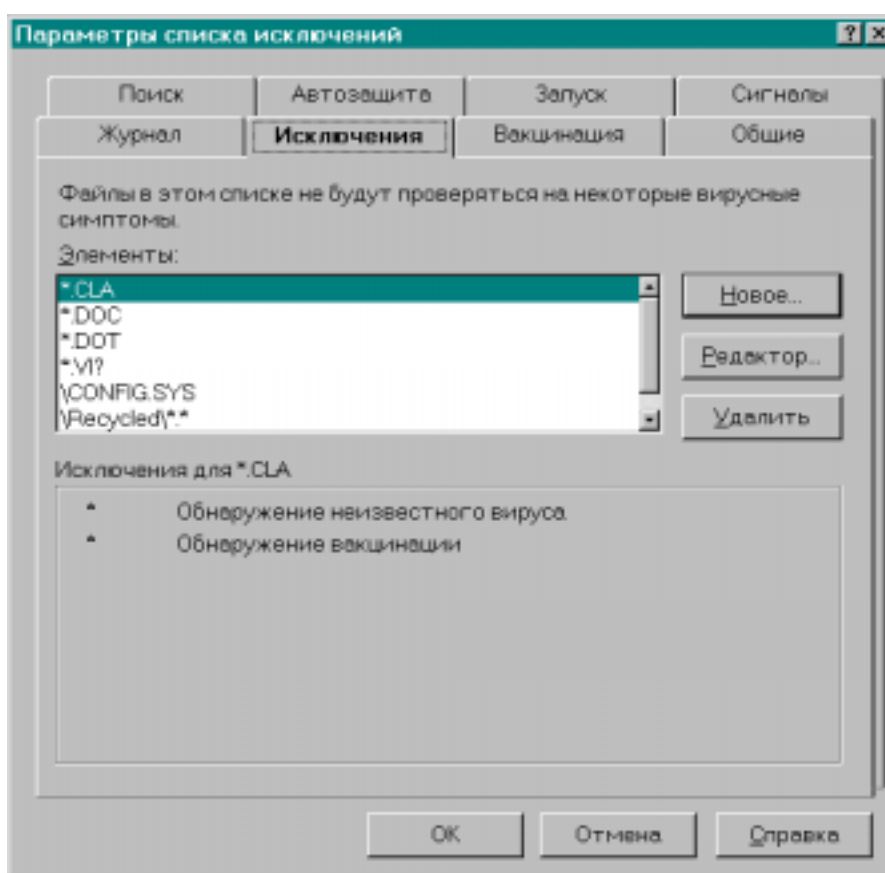 Параметры списка исключений
Поиск Автозащита Запуск Сигналы
Журнал Исключения Вакцинация Общие
Файлы в этом списке не будут проверяться на некоторые вирусные
симптомы.
Элементы:
*.CLA
*.DOC
*.DOT
*.VI?
\CONFIG.SYS
\Recycled\*.*
Новое...
Редактор...
Удалить
Исключения для *.CLA
* Обнаружение неизвестного вируса
* Обнаружение вакцинации
OK Отмена Справка